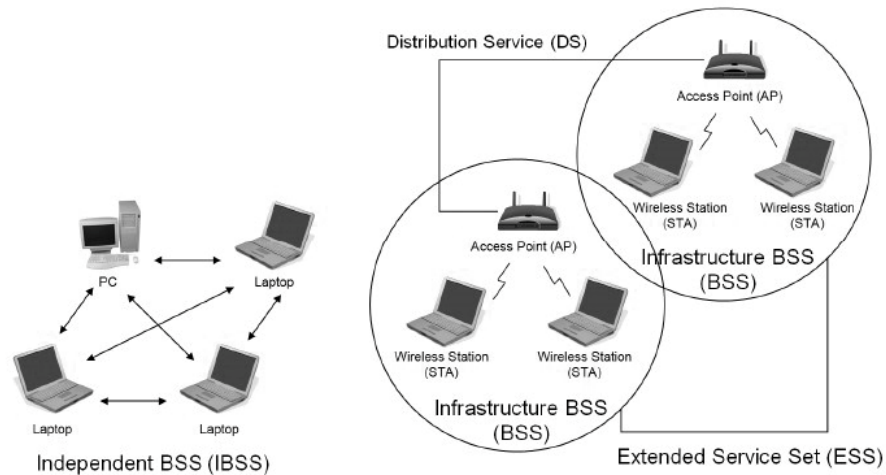 PC
Laptop
Laptop
Laptop
Independent BSS (IBSS)
Distribution Service (DS)
Access Point (AP)
Wireless Station
(STA)
Wireless Station
(STA)
Infrastructure BSS
(BSS)
Access Point (AP)
Wireless Station
(STA)
Wireless Station
(STA)
Infrastructure BSS
(BSS)
Extended Service Set (ESS)